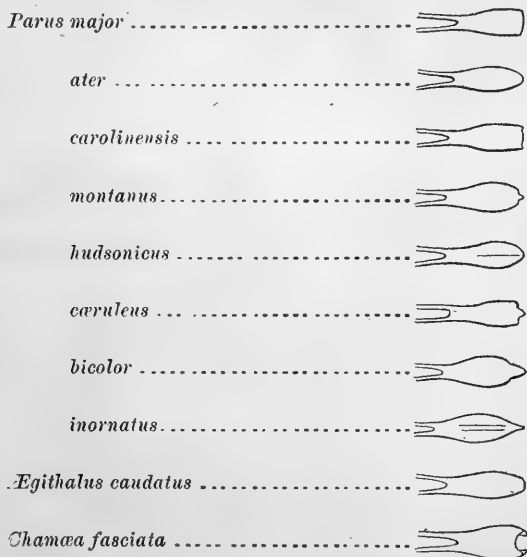 Parus major
ater
carolinensis
montanus
hudsonicus
cæruleus
bicolor
inornatus
Ægithalus caudatus
Chamæa fasciata